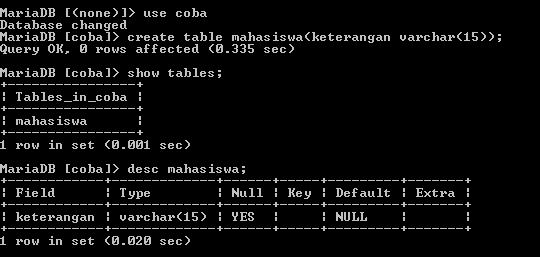 MariaDB [(none)]> use coba
Database changed
MariaDB [coba]> create table mahasiswa(keterangan varchar(15));
Query OK, 0 rows affected (0.335 sec)
MariaDB [coba]> show tables;
+----------------+
| Tables_in_coba |
+----------------+
| mahasiswa      |
+----------------+
1 row in set (0.001 sec)
MariaDB [coba]> desc mahasiswa;
+------------+-------------+------+-----+---------+-------+
| Field      | Type        | Null | Key | Default | Extra |
+------------+-------------+------+-----+---------+-------+
| keterangan | varchar(15) | YES  |     | NULL    |       |
+------------+-------------+------+-----+---------+-------+
1 row in set (0.020 sec)